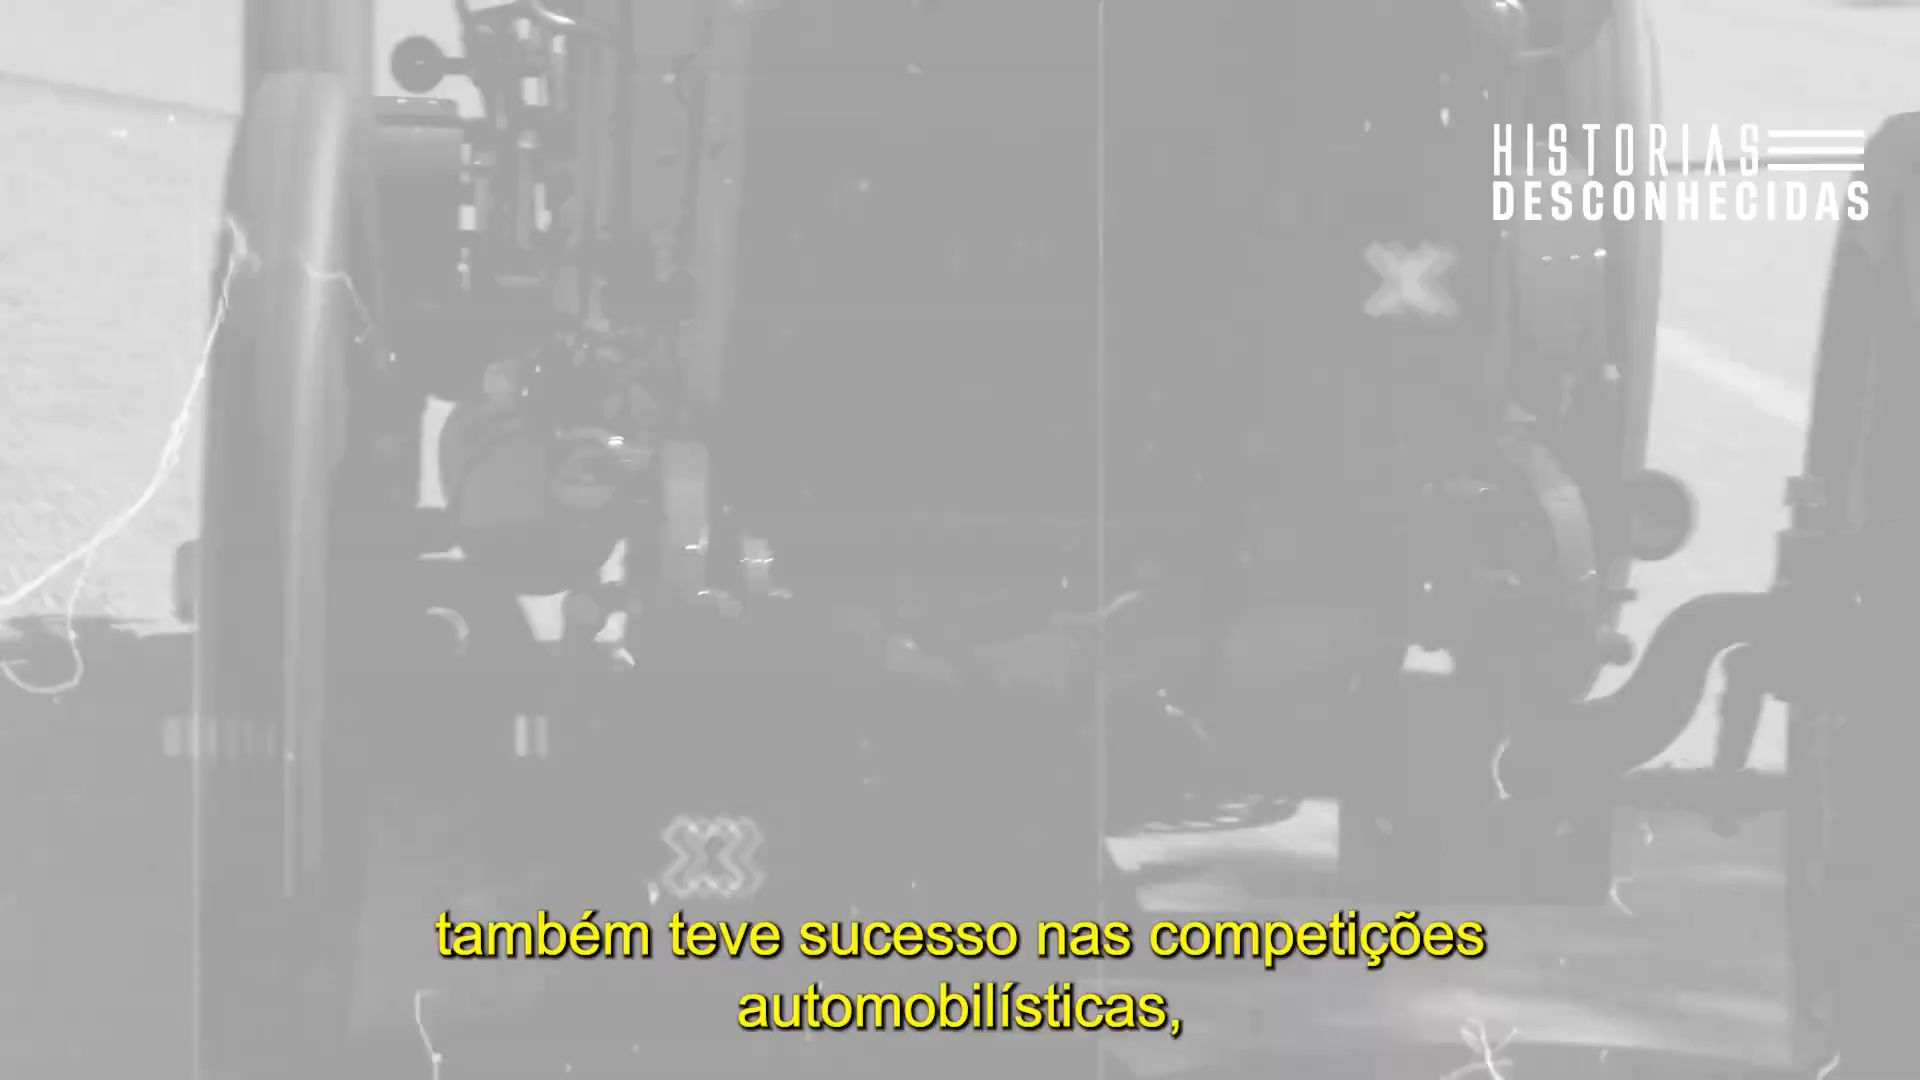 HISTORIAS
DESCONHECIDAS
também teve sucesso nas competições
automobilísticas,